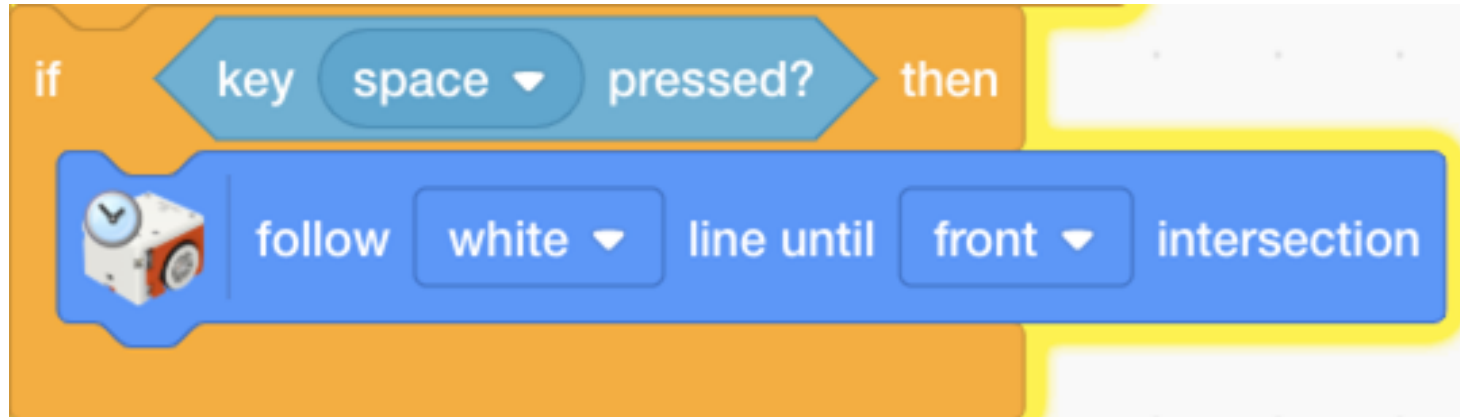 if key space pressed? then
follow white line until front intersection